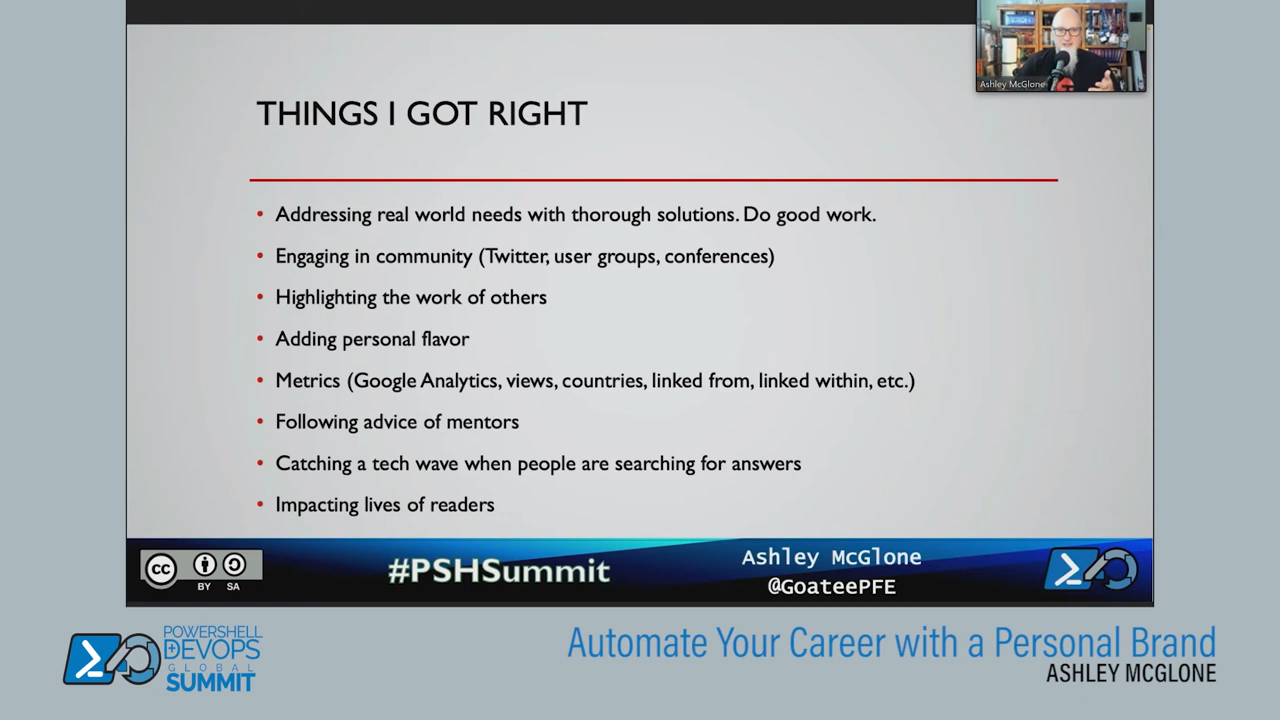 Ashley McGlone
THINGS I GOT RIGHT
• Addressing real world needs with thorough solutions. Do good work.
• Engaging in community (Twitter, user groups, conferences)
• Highlighting the work of others
• Adding personal flavor
• Metrics (Google Analytics, views, countries, linked from, linked within, etc.)
• Following advice of mentors
• Catching a tech wave when people are searching for answers
• Impacting lives of readers
cc
BY SA
#PSHSummit
Ashley McGlone
@GoateePFE
POWERSHELL
DEVOPS
GLOBAL
SUMMIT
Automate Your Career with a Personal Brand
ASHLEY MCGLONE